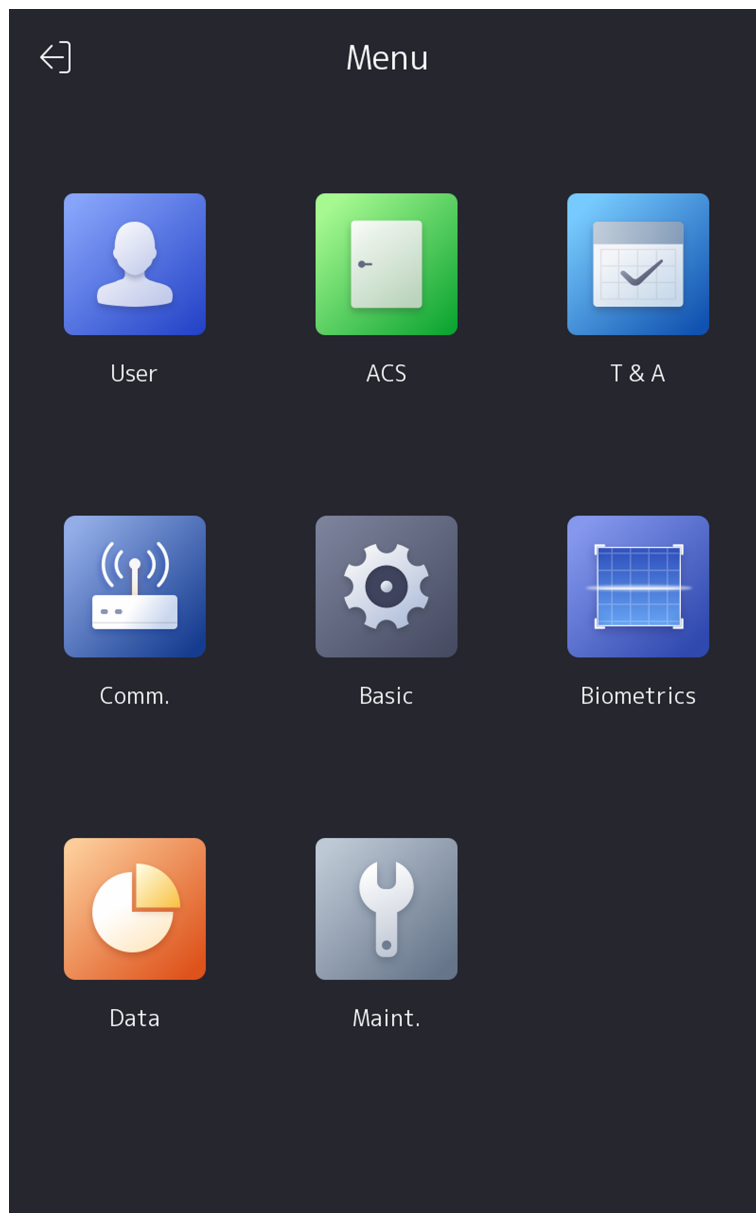 Menu
User
ACS
T & A
Comm.
Basic
Biometrics
Data
Maint.